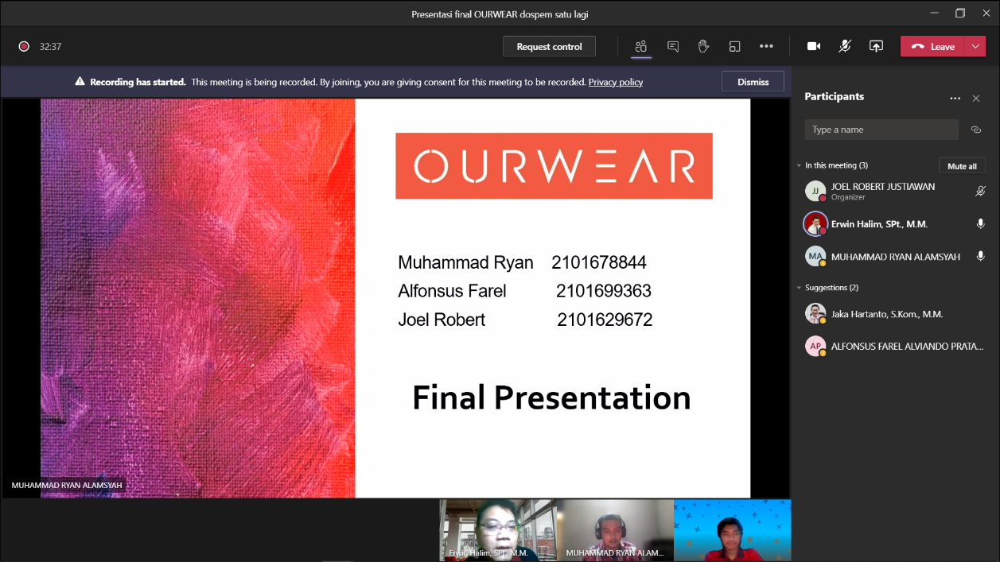 Presentasi final OURWEAR dospem satu lagi
32:37
Request control
Leave
Recording has started. This meeting is being recorded. By joining, you are giving consent for this meeting to be recorded. Privacy policy
Dismiss
OURWEAR
Muhammad Ryan 2101678844
Alfonsus Farel 2101699363
Joel Robert 2101629672
Final Presentation
MUHAMMAD RYAN ALAMSYAH
Erwin Halim, SPt., M.M.
MUHAMMAD RYAN ALAM...
Participants
Type a name
In this meeting (3)
Mute all
JJ
JOEL ROBERT JUSTIAWAN
Organizer
Erwin Halim, SPt., M.M.
MA
MUHAMMAD RYAN ALAMSYAH
Suggestions (2)
Jaka Hartanto, S.Kom., M.M.
AP
ALFONSUS FAREL ALVIANDO PRATA...